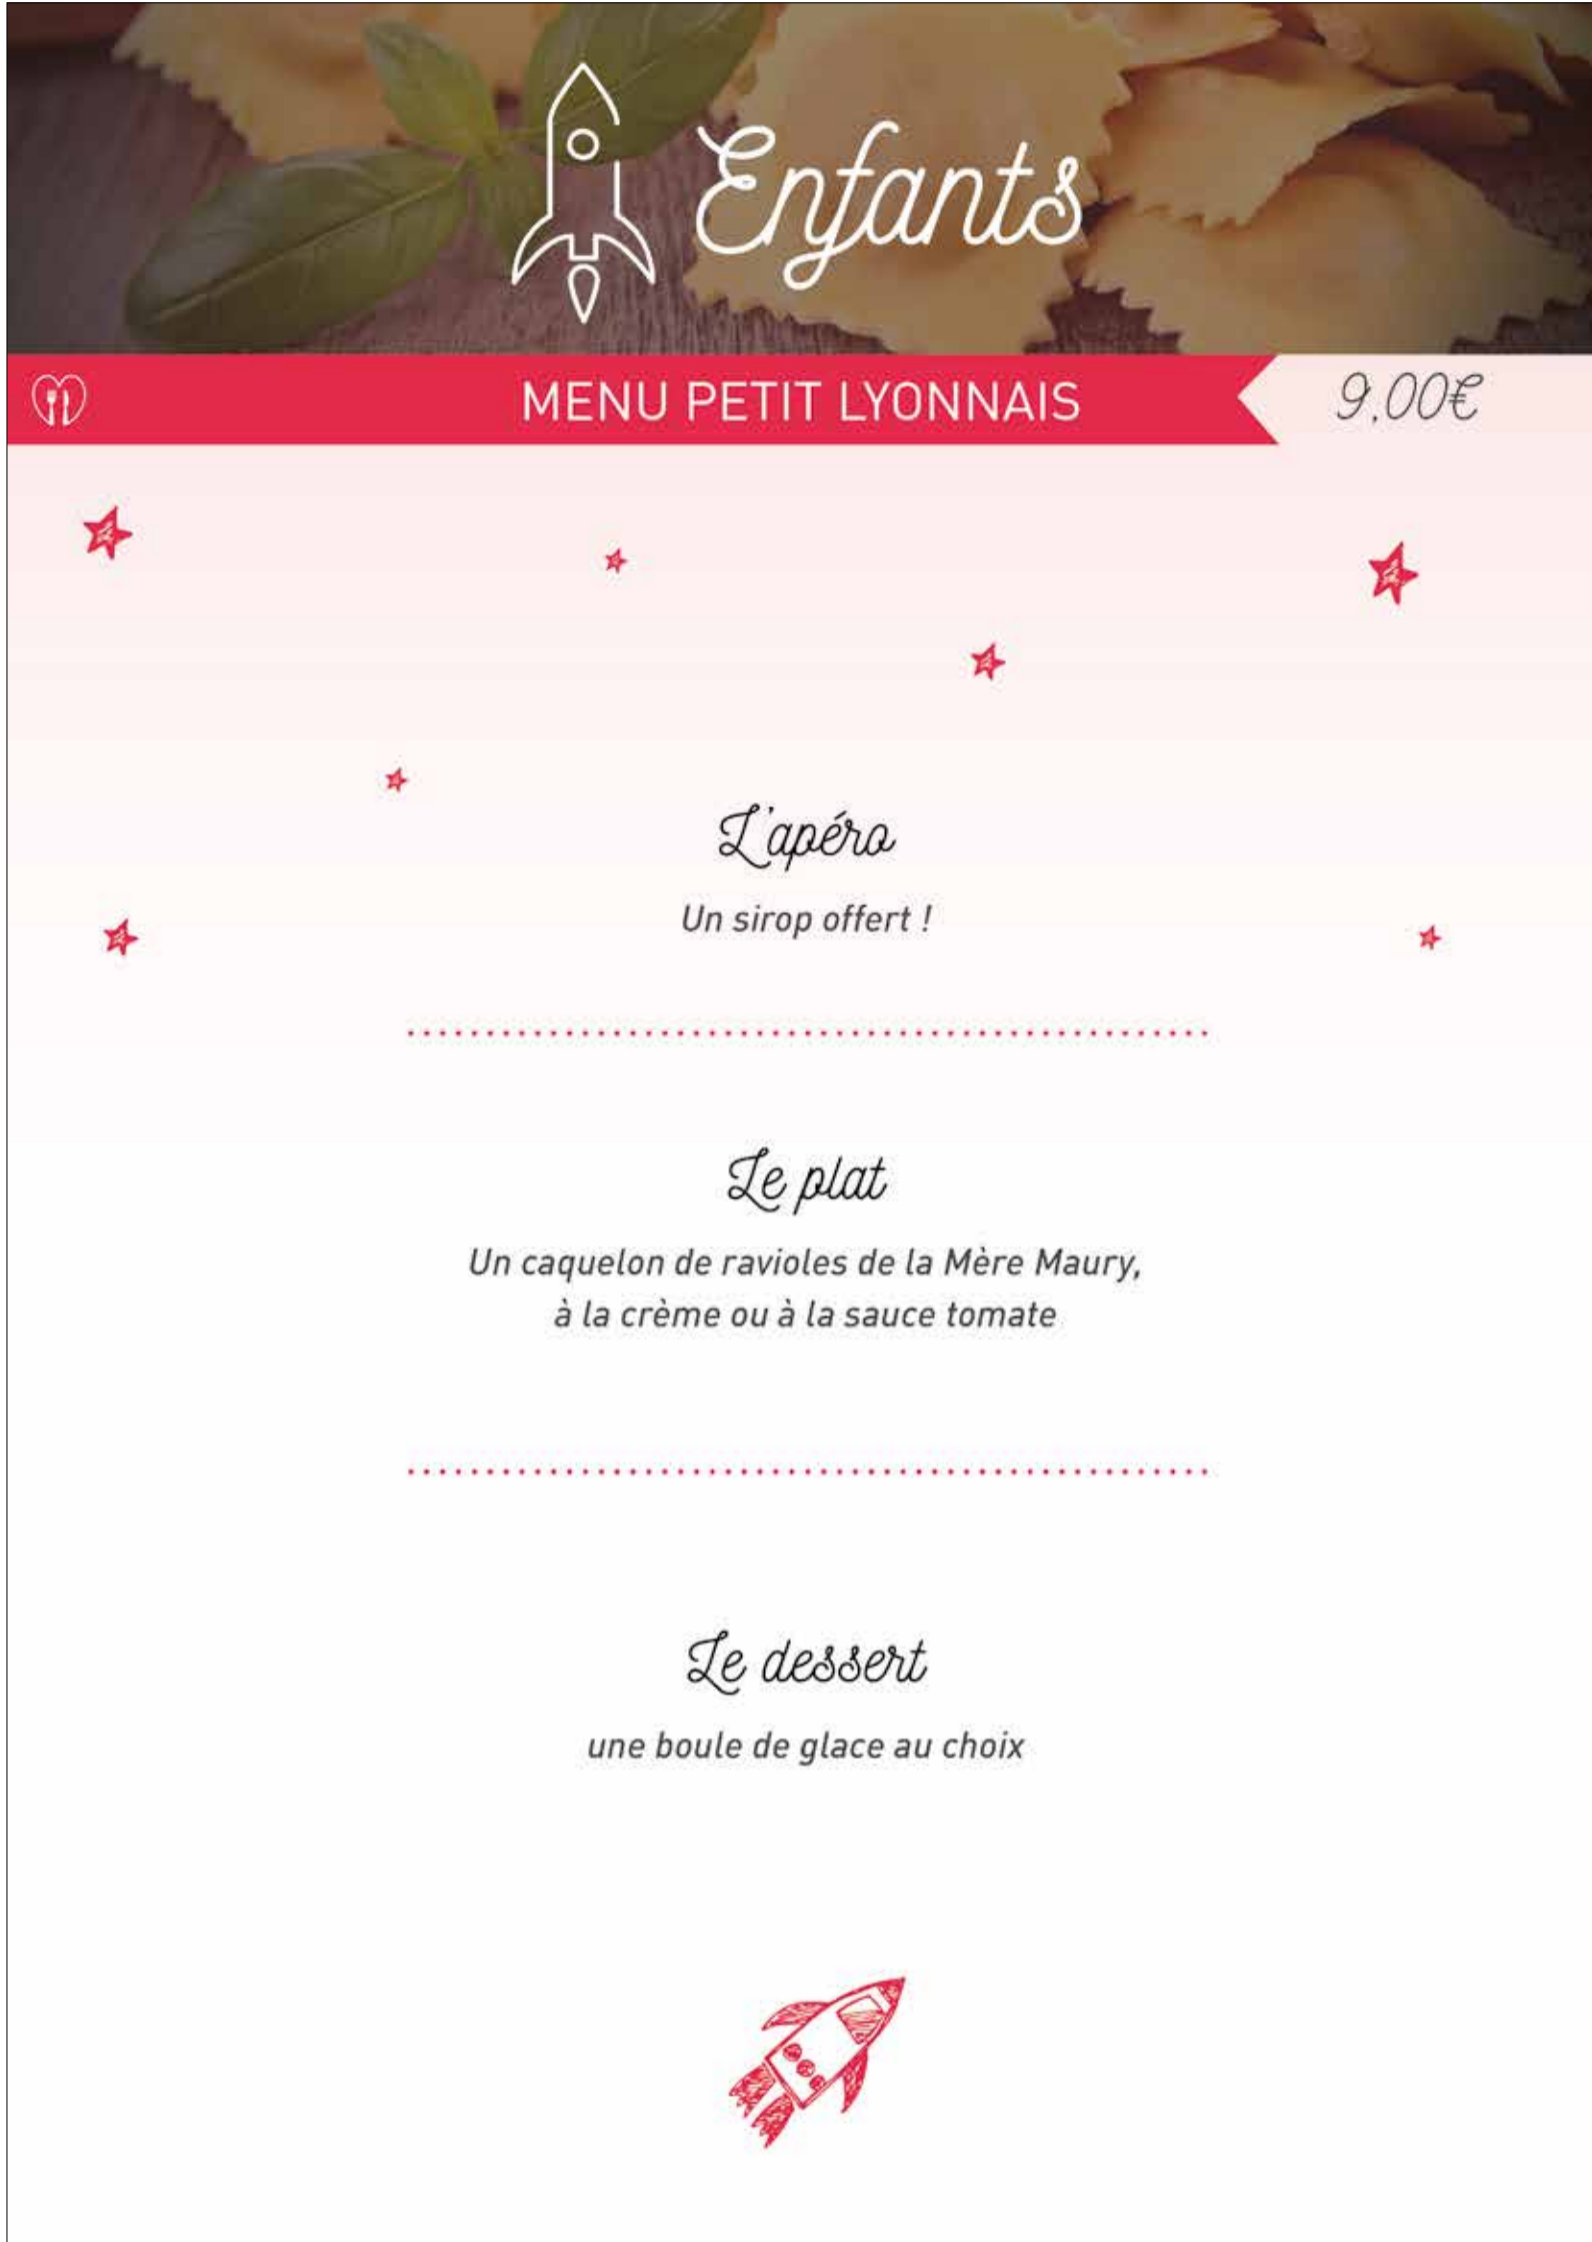 Enfants
MENU PETIT LYONNAIS
9,00€
L'apéro
Un sirop offert !
Le plat
Un caquelon de ravioles de la Mère Maury,
à la crème ou à la sauce tomate
Le dessert
une boule de glace au choix